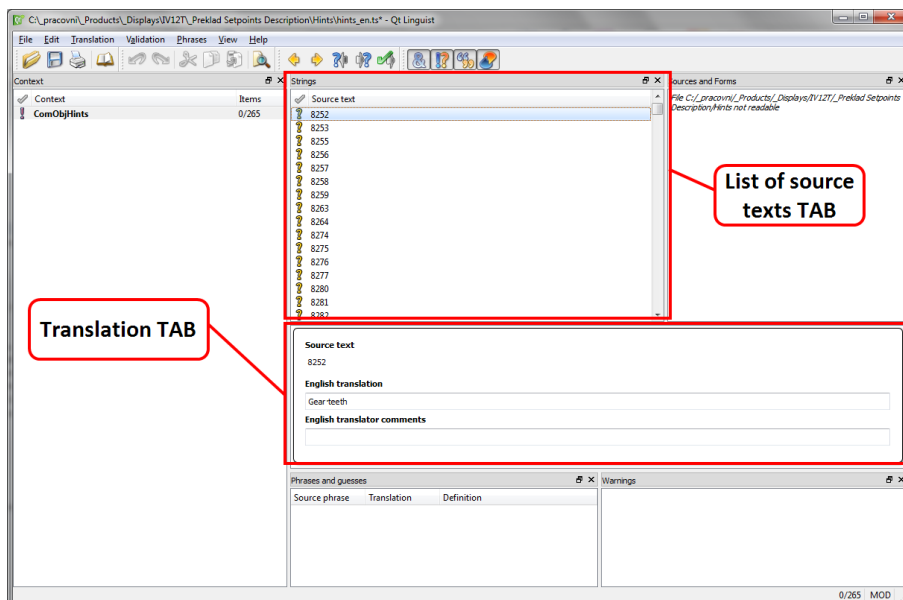 C:\_pracovni\_Products\_Displays\IV12T\_Preklad Setpoints Description\Hints\hints_en.ts* - Qt Linguist
File Edit Translation Validation Phrases View Help
Context
Context Items
ComObjHints 0/265
Strings
Source text
8252
8253
8255
8256
8257
8258
8259
8263
8264
8274
8275
8276
8277
8280
8281
8282
Sources and Forms
File C:/_pracovni/_Products/_Displays/IV12T/_Preklad Setpoints
Description/Hints not readable
List of source
texts TAB
Translation TAB
Source text
8252
English translation
Gear·teeth
English translator comments
Phrases and guesses
Source phrase Translation Definition
Warnings
0/265 MOD